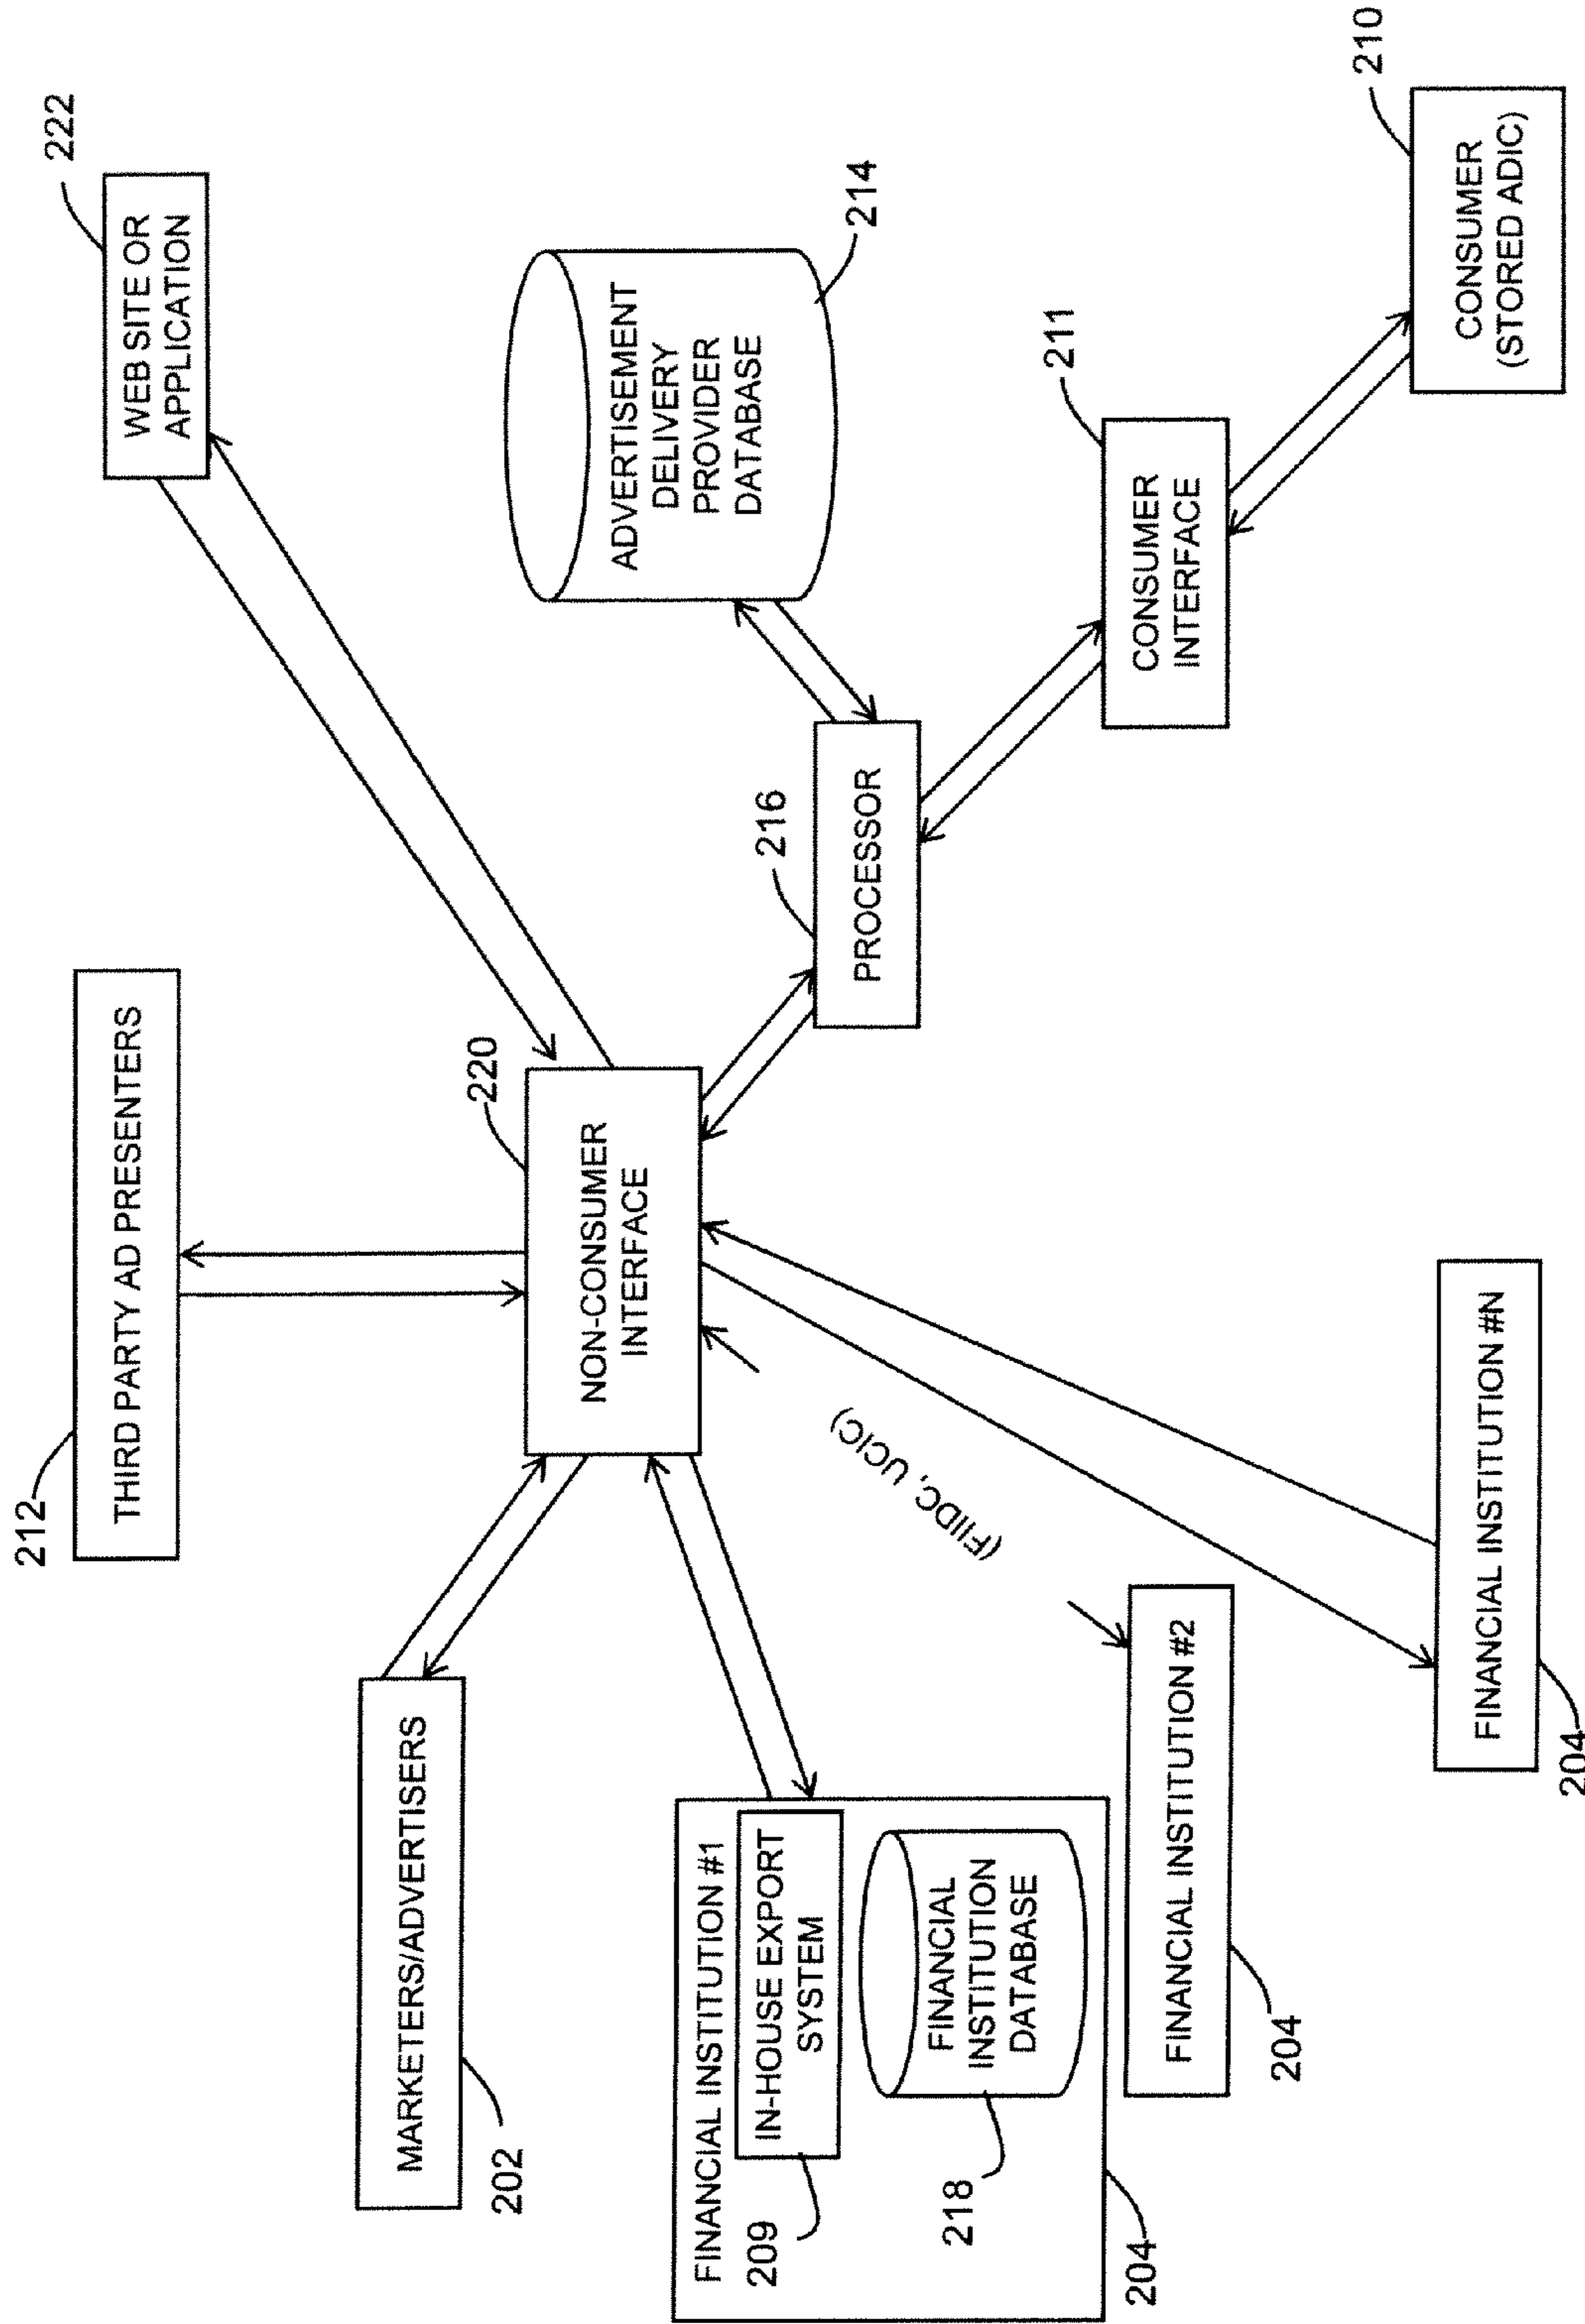 222
WEB SITE OR
APPLICATION
212
THIRD PARTY AD PRESENTERS
ADVERTISEMENT
DELIVERY
PROVIDER
DATABASE
214
220
NON-CONSUMER
INTERFACE
216
PROCESSOR
211
CONSUMER
INTERFACE
210
CONSUMER
(STORED ADIC)
MARKETERS/ADVERTISERS
202
FINANCIAL INSTITUTION #1
IN-HOUSE EXPORT
SYSTEM
209
FINANCIAL
INSTITUTION
DATABASE
218
204
(FIIDC, UCIC)
FINANCIAL INSTITUTION #2
204
FINANCIAL INSTITUTION #N
204